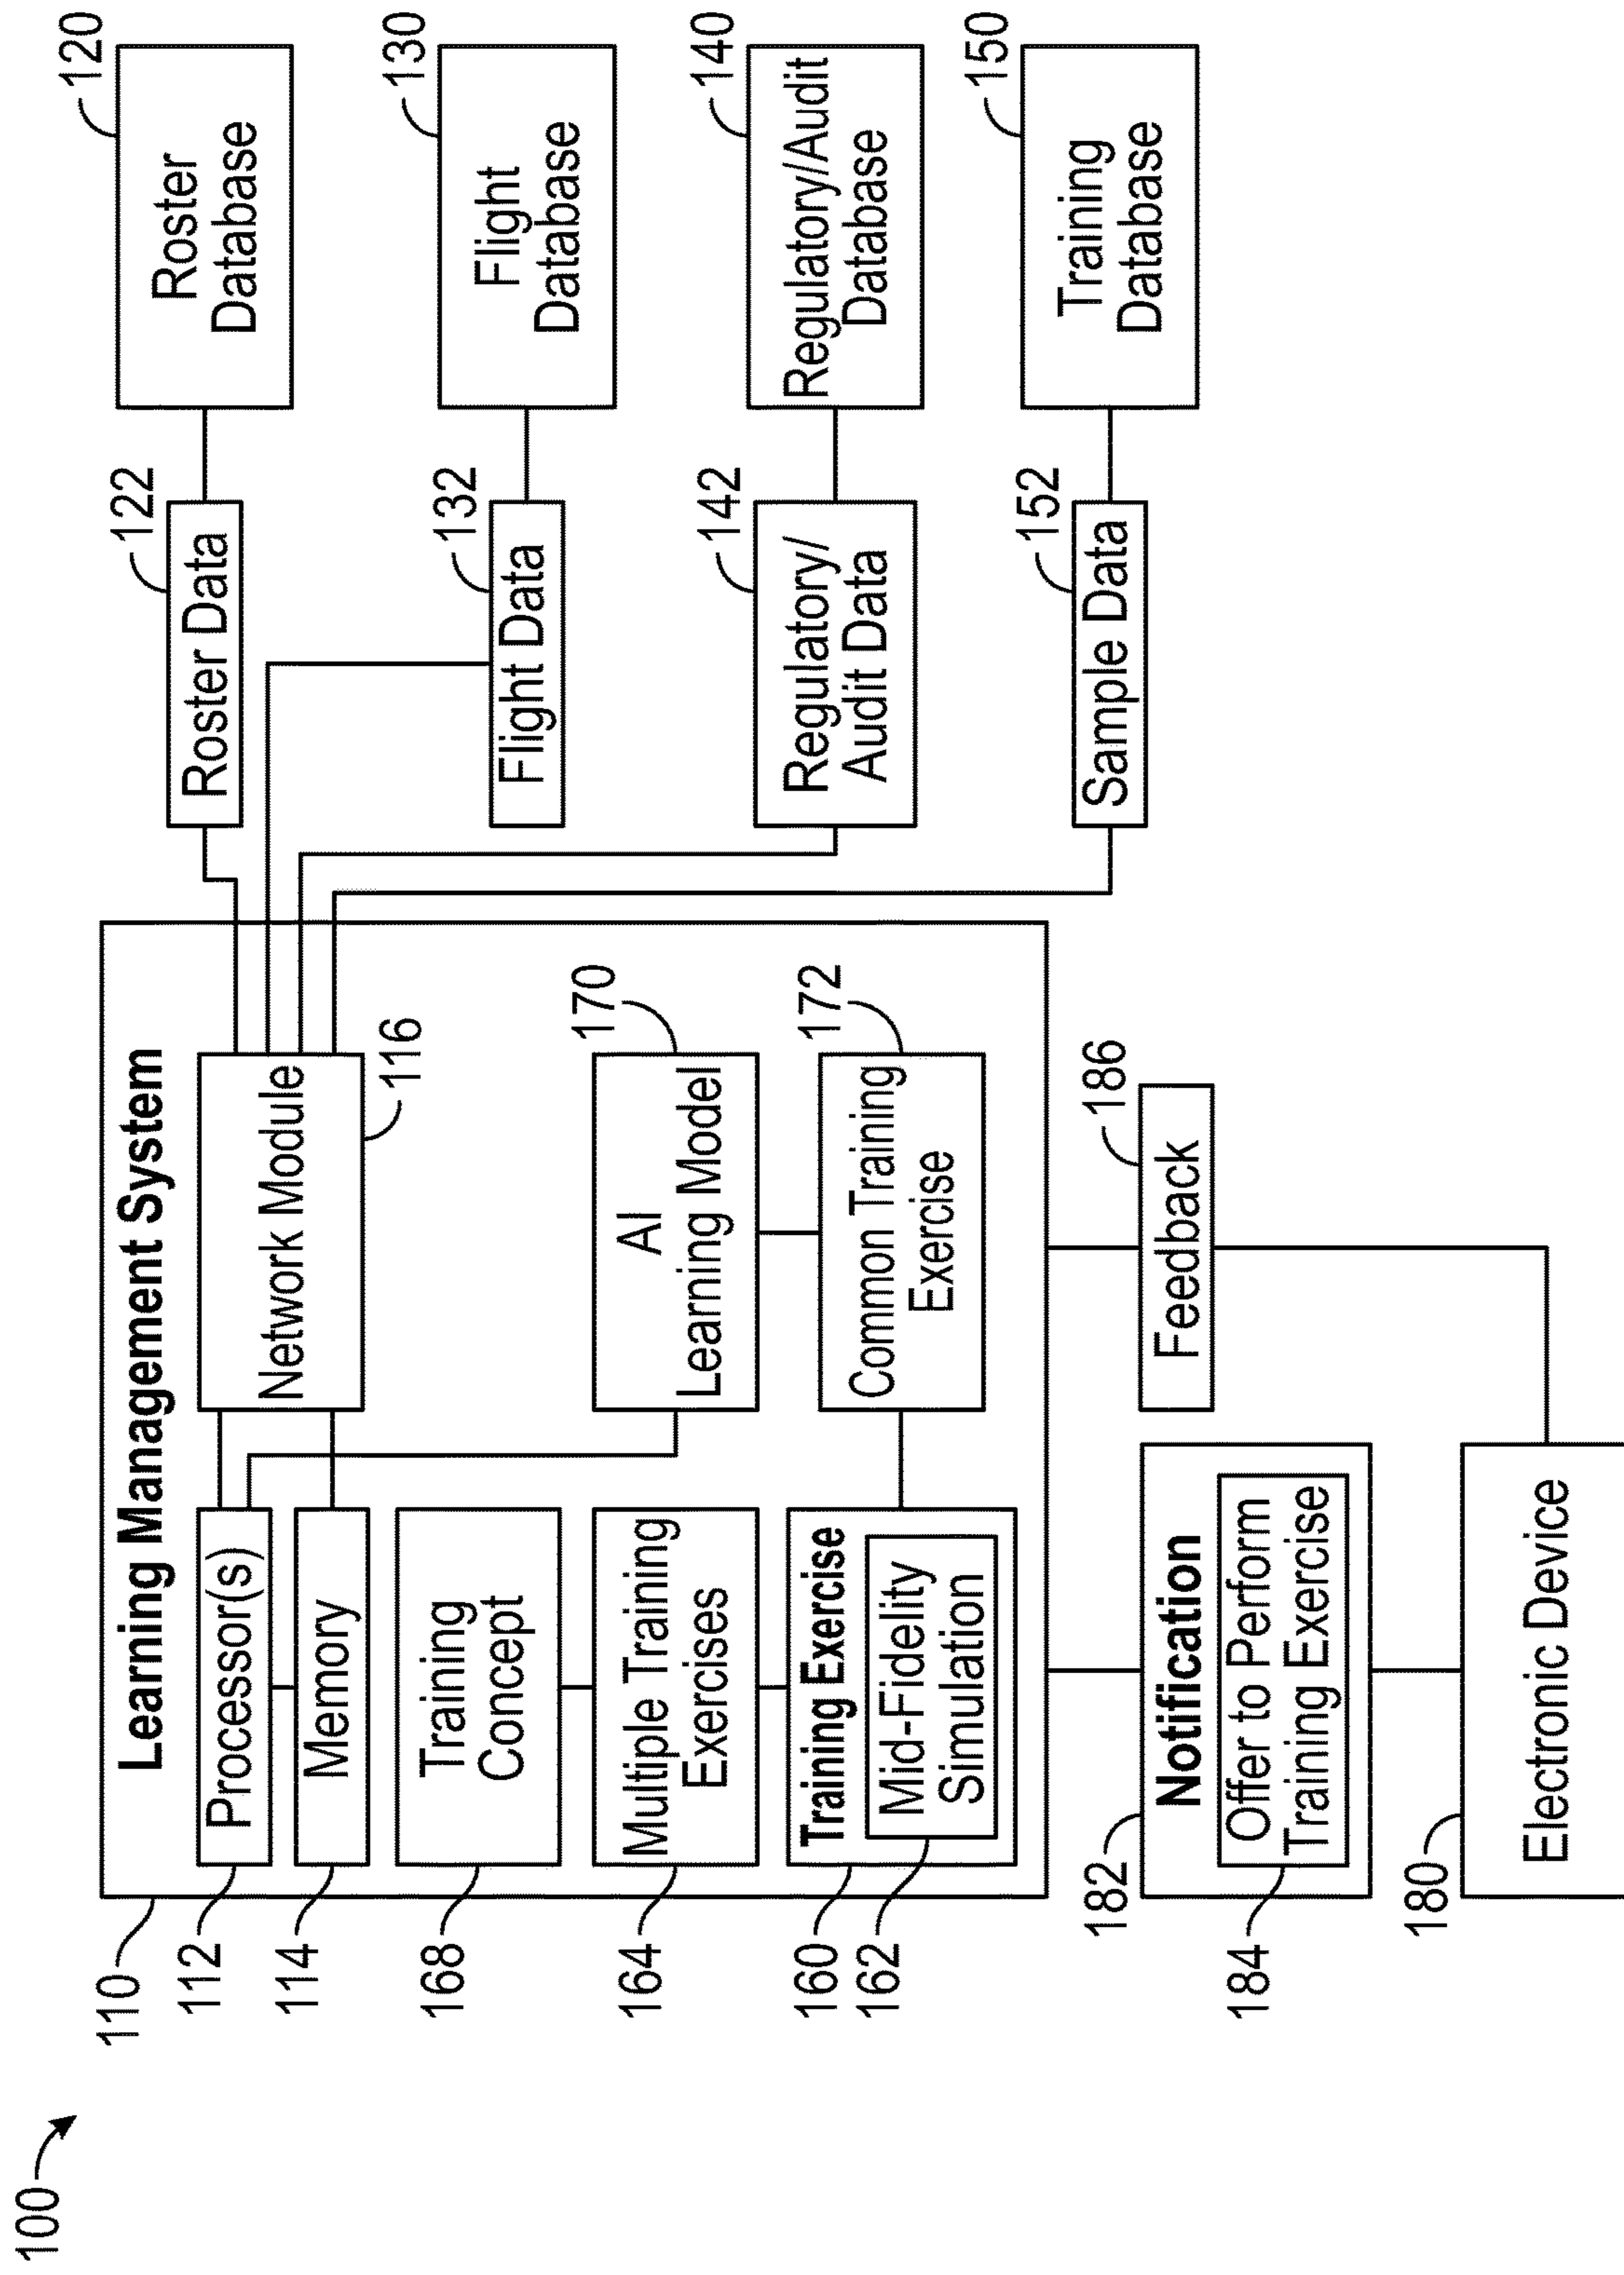 100
110
Learning Management System
112
Processor(s)
114
Memory
Network Module
116
168
Training
Concept
164
Multiple Training
Exercises
160
Training Exercise
162
Mid-Fidelity
Simulation
AI
Learning Model
170
Common Training
Exercise
172
122
Roster Data
120
Roster
Database
132
Flight Data
130
Flight
Database
142
Regulatory/
Audit Data
140
Regulatory/Audit
Database
152
Sample Data
150
Training
Database
182
Notification
184
Offer to Perform
Training Exercise
186
Feedback
180
Electronic Device